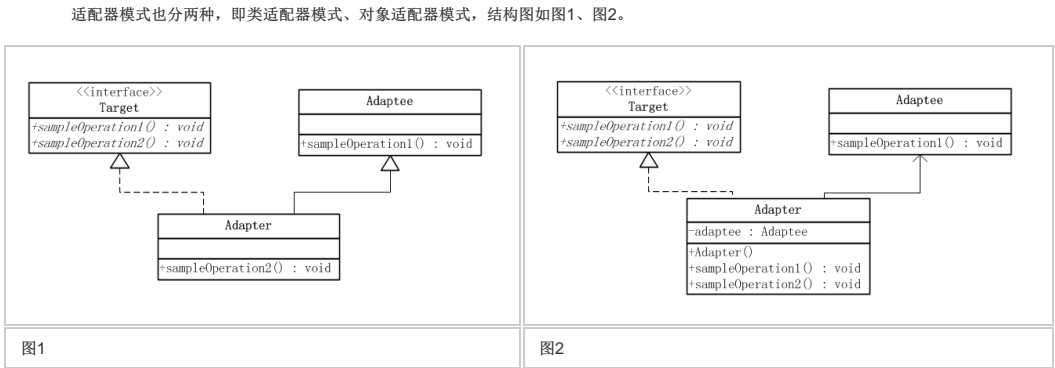 适配器模式也分两种，即类适配器模式、对象适配器模式，结构图如图1、图2。
<<interface>>
Target
+sampleOperation1() : void
+sampleOperation2() : void
Adaptee
+sampleOperation1() : void
Adapter
+sampleOperation2() : void
图1
<<interface>>
Target
+sampleOperation1() : void
+sampleOperation2() : void
Adaptee
+sampleOperation1() : void
Adapter
-adaptee : Adaptee
+Adapter()
+sampleOperation1() : void
+sampleOperation2() : void
图2